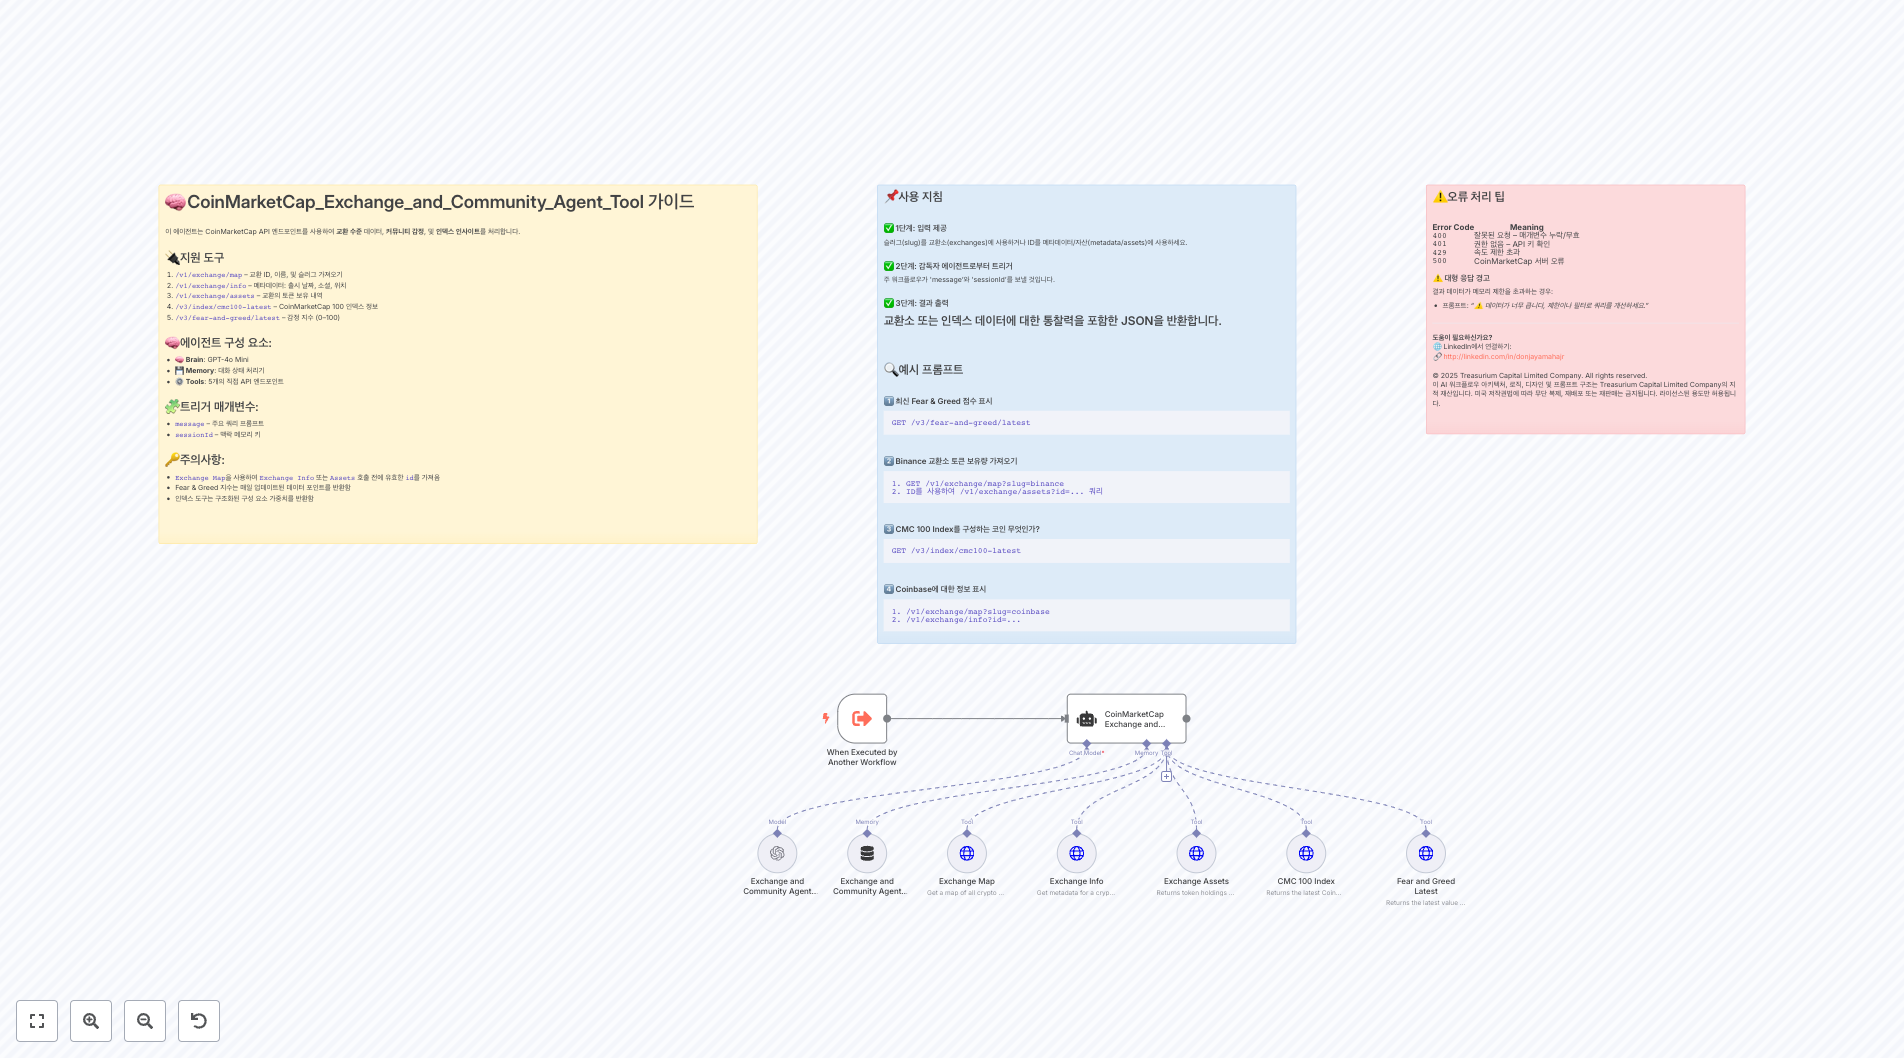 🧠CoinMarketCap_Exchange_and_Community_Agent_Tool 가이드
이 에이전트는 CoinMarketCap API 엔드포인트를 사용하여 교환 수준 데이터, 커뮤니티 감정, 및 인덱스 인사이트를 처리합니다.
🔌지원 도구
1. /v1/exchange/map – 교환 ID, 이름, 및 슬러그 가져오기
2. /v1/exchange/info – 메타데이터: 출시 날짜, 소셜, 위치
3. /v1/exchange/assets – 교환의 토큰 보유 내역
4. /v3/index/cmc100-latest – CoinMarketCap 100 인덱스 정보
5. /v3/fear-and-greed/latest – 감정 지수 (0–100)
🧠에이전트 구성 요소:
• 🧠 Brain: GPT-4o Mini
• 💾 Memory: 대화 상태 처리기
• ⚙️ Tools: 5개의 직접 API 엔드포인트
🧩트리거 매개변수:
• message – 주요 쿼리 프롬프트
• sessionId – 맥락 메모리 키
🔑주의사항:
• Exchange Map을 사용하여 Exchange Info 또는 Assets 호출 전에 유효한 id를 가져옴
• Fear & Greed 지수는 매일 업데이트된 데이터 포인트를 반환함
• 인덱스 도구는 구조화된 구성 요소 가중치를 반환함
📌사용 지침
✅ 1단계: 입력 제공
슬러그(slug)를 교환소(exchanges)에 사용하거나 ID를 메타데이터/자산(metadata/assets)에 사용하세요.
✅ 2단계: 감독자 에이전트로부터 트리거
주 워크플로우가 'message'와 'sessionId'를 보낼 것입니다.
✅ 3단계: 결과 출력
교환소 또는 인덱스 데이터에 대한 통찰력을 포함한 JSON을 반환합니다.
🔍예시 프롬프트
1️⃣ 최신 Fear & Greed 점수 표시
GET /v3/fear-and-greed/latest
2️⃣ Binance 교환소 토큰 보유량 가져오기
1. GET /v1/exchange/map?slug=binance
2. ID를 사용하여 /v1/exchange/assets?id=... 쿼리
3️⃣ CMC 100 Index를 구성하는 코인 무엇인가?
GET /v3/index/cmc100-latest
4️⃣ Coinbase에 대한 정보 표시
1. /v1/exchange/map?slug=coinbase
2. /v1/exchange/info?id=...
⚠️오류 처리 팁
Error Code Meaning
400 잘못된 요청 – 매개변수 누락/무효
401 권한 없음 – API 키 확인
429 속도 제한 초과
500 CoinMarketCap 서버 오류
⚠️ 대형 응답 경고
결과 데이터가 메모리 제한을 초과하는 경우:
• 프롬프트: "⚠️ 데이터가 너무 큽니다, 제한이나 필터로 쿼리를 개선하세요."
도움이 필요하신가요?
🌐 LinkedIn에서 연결하기:
🔗 http://linkedin.com/in/donjayamahajr
© 2025 Treasurium Capital Limited Company. All rights reserved.
이 AI 워크플로우 아키텍처, 로직, 디자인 및 프롬프트 구조는 Treasurium Capital Limited Company의 지
적 재산입니다. 미국 저작권법에 따라 무단 복제, 재배포 또는 재판매는 금지됩니다. 라이선스된 용도만 허용됩니
다.
When Executed by
Another Workflow
CoinMarketCap
Exchange and...
Chat Model*
Memory
Tool
Model
Memory
Tool
Tool
Tool
Tool
Tool
Exchange and
Community Agent..
Exchange and
Community Agent..
Exchange Map
Get a map of all crypto ...
Exchange Info
Get metadata for a cryp...
Exchange Assets
Returns token holdings ...
CMC 100 Index
Returns the latest Coin...
Fear and Greed
Latest
Returns the latest value ...